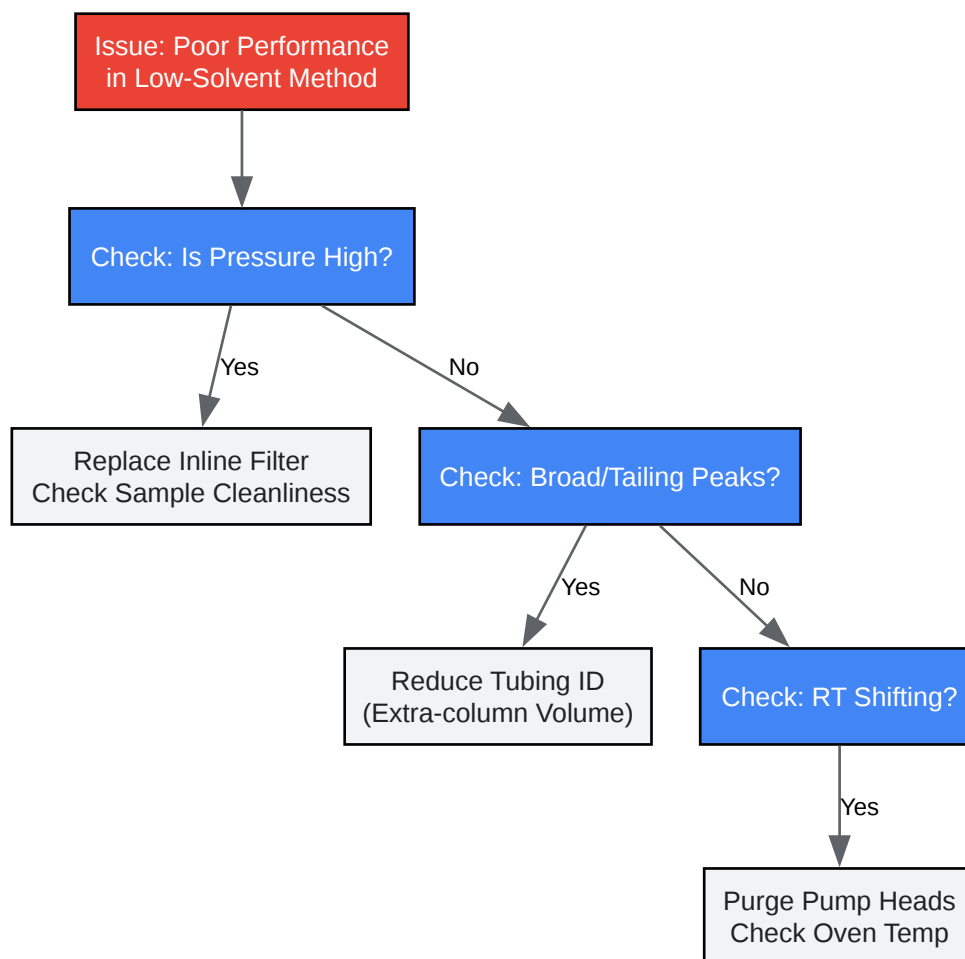 Issue: Poor Performance
in Low-Solvent Method
Check: Is Pressure High?
Yes
No
Replace Inline Filter
Check Sample Cleanliness
Check: Broad/Tailing Peaks?
Yes
No
Reduce Tubing ID
(Extra-column Volume)
Check: RT Shifting?
Yes
Purge Pump Heads
Check Oven Temp